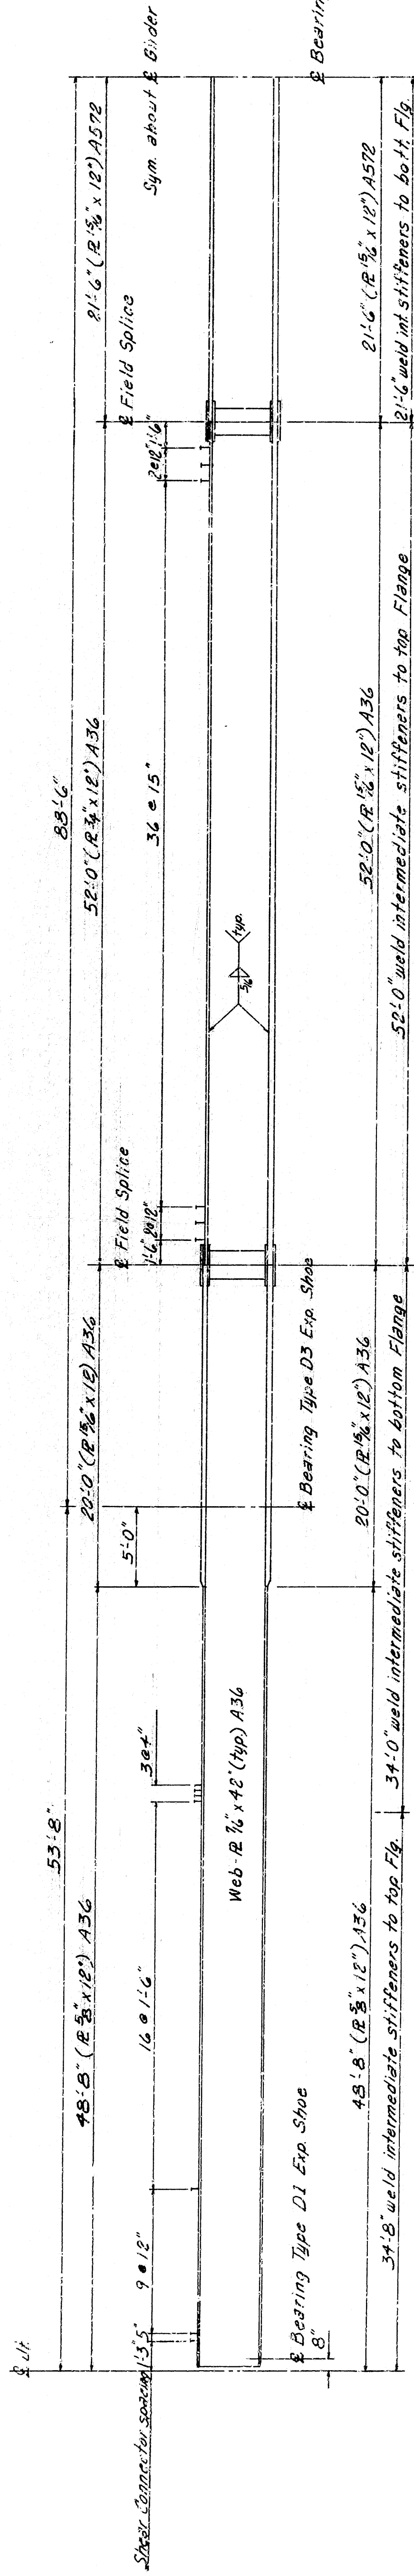 ℄ Jt.
53'-8"
88'-6"
48'-8" (PL 5/8" x 12") A36
20'-0" (PL 15/16" x 12) A36
52'-0" (PL 3/4" x 12") A36
21'-6" (PL 15/16" x 12") A572
5'-0"
℄ Field Splice
℄ Field Splice
Sym. about ℄ Girder
Shear Connector spacing
1'-3"
5"
9 @ 12"
16 @ 1'-6"
3@4"
1'-6"
2@12"
36 @ 15"
2@12"
1'-6"
Web-PL 7/16" x 42" (typ.) A36
5/16
typ.
℄ Bearing Type D1 Exp. Shoe
8"
℄ Bearing Type D3 Exp. Shoe
℄ Bearing
48'-8" (PL 5/8" x 12") A36
20'-0" (PL 15/16" x 12") A36
52'-0" (PL 15/16" x 12") A36
21'-6" (PL 15/16" x 12") A572
34'-8" weld intermediate stiffeners to top Flg.
34'-0" weld intermediate stiffeners to bottom Flange
52'-0" weld intermediate stiffeners to top Flange
21'-6" weld int. stiffeners to bott. Flg.